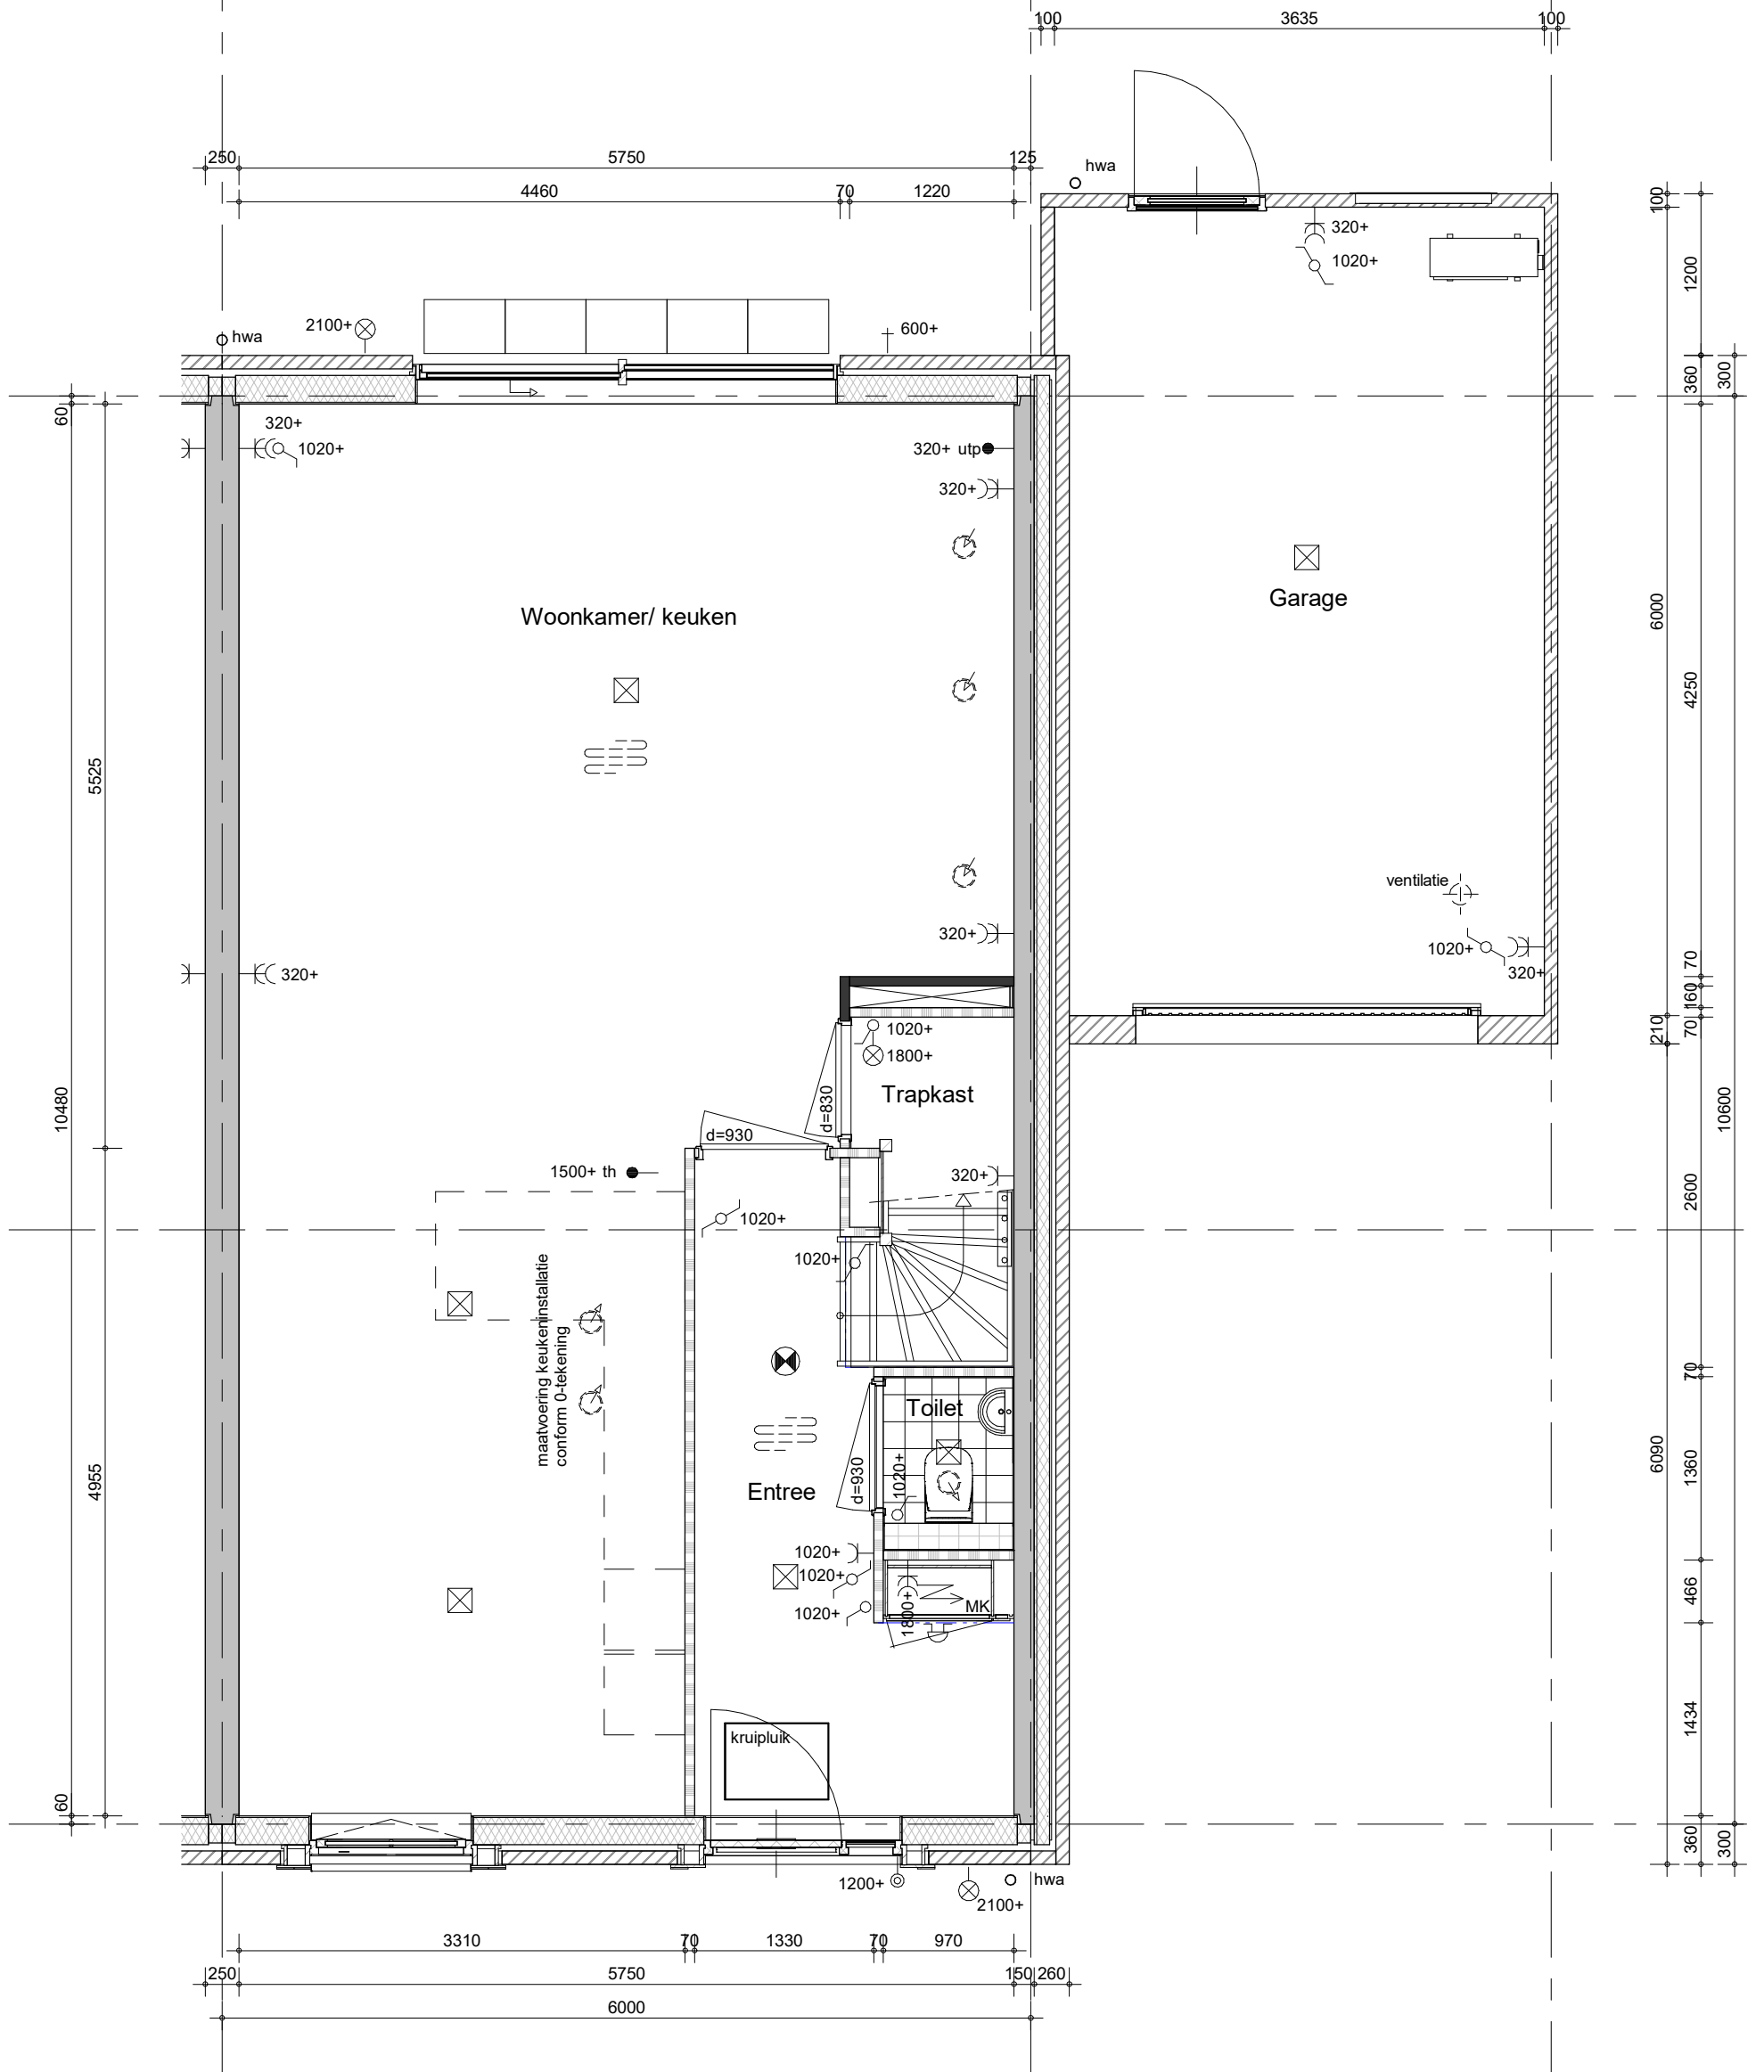 100 3635 100
250 5750 125
hwa
4460 70 1220
100
320+
1020+
1200
2100+
600+
hwa
360
300
60
320+
1020+
320+ utp
320+
Woonkamer/ keuken
Garage
6000
4250
5525
ventilatie
320+
1020+
320+
320+
70
160
70
210
1020+
1800+
Trapkast
d=830
d=930
10480
10600
1500+ th
320+
2600
1020+
1020+
maatvoering keukeninstallatie
conform 0-tekening
70
Toilet
4955
6090
1360
d=930
1020+
Entree
1020+
1020+
1020+
1800+
MK
466
1434
kruipluik
60
360
300
1200+
hwa
2100+
3310 70 1330 70 970
250 5750 150 260
6000